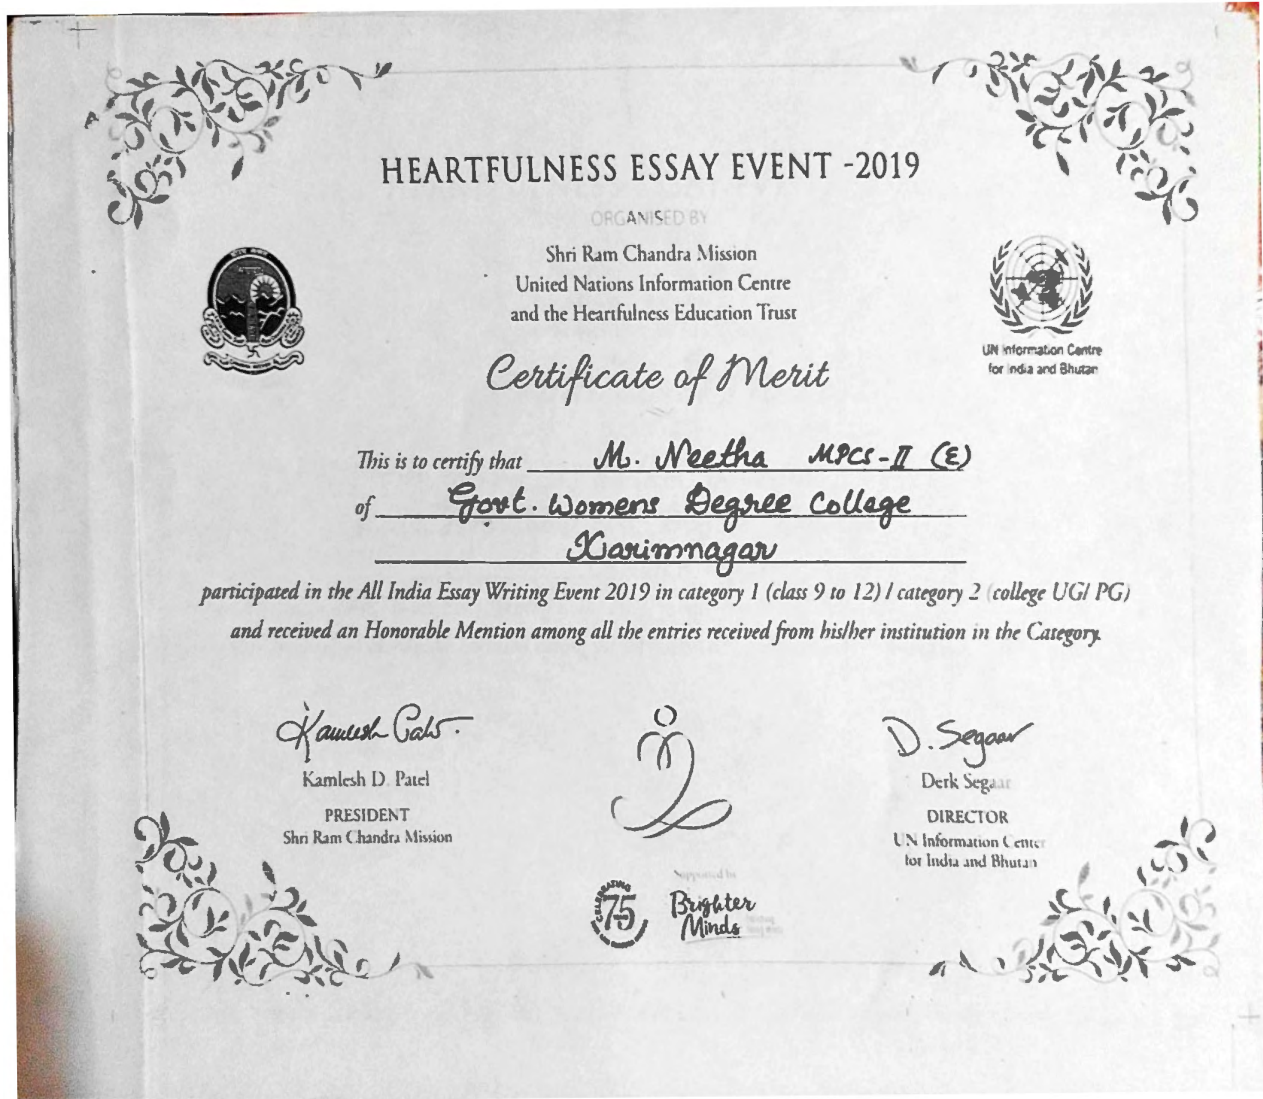 HEARTFULNESS ESSAY EVENT -2019
ORGANISED BY
Shri Ram Chandra Mission
United Nations Information Centre
and the Heartfulness Education Trust
UN Information Centre
for India and Bhutan
Certificate of Merit
This is to certify that M. Neetha MPCS-II (E)
of Govt. Womens Degree College
Karimnagar
participated in the All India Essay Writing Event 2019 in category 1 (class 9 to 12) / category 2 (college UG/ PG)
and received an Honorable Mention among all the entries received from his/her institution in the Category.
Kamlesh D. Patel
PRESIDENT
Shri Ram Chandra Mission
D. Segaar
Derk Segaar
DIRECTOR
UN Information Center
for India and Bhutan
Supported by
CELEBRATING
75
Brighter
Minds